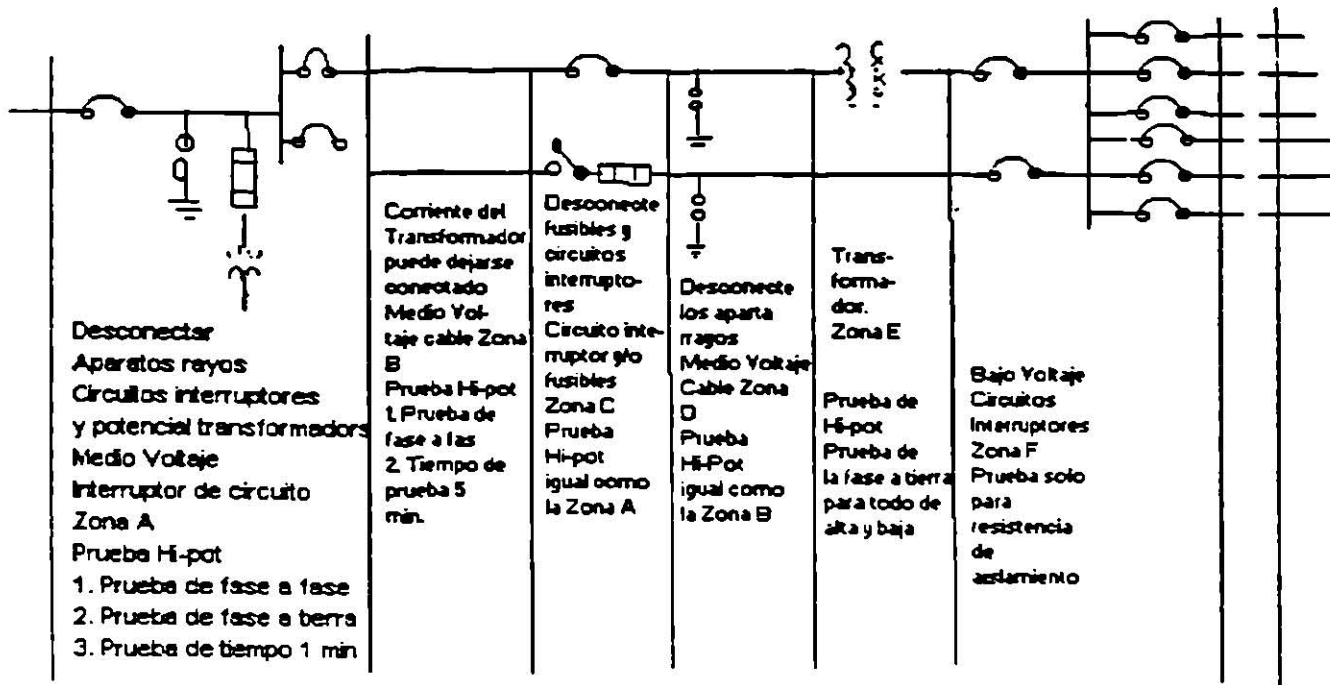 Desconectar
Aparatos rayos
Circuitos interruptores
y potencial transformadors
Medio Voltaje
Interruptor de circuito
Zona A
Prueba Hi-pot
1. Prueba de fase a fase
2. Prueba de fase a tierra
3. Prueba de tiempo 1 min
Corriente del
Transformador
puede dejarse
conectado
Medio Vol-
taje cable Zona
B
Prueba Hi-pot
1. Prueba de
fase a las
2. Tiempo de
prueba 5
min.
Desconecte
fusibles y
circuitos
interrupto-
res
Circuito inte-
rruptor y/o
fusibles
Zona C
Prueba
Hi-pot
igual como
la Zona A
Desconecte
los aparta
rrayos
Medio Voltaje
Cable Zona
D
Prueba
Hi-Pot
igual como
la Zona B
Trans-
forma-
dor.
Zona E
Prueba de
Hi-pot
Prueba de
la fase a tierra
para todo de
alta y baja
Bajo Voltaje
Circuitos
Interruptores
Zona F
Prueba solo
para
resistencia
de
aislamiento